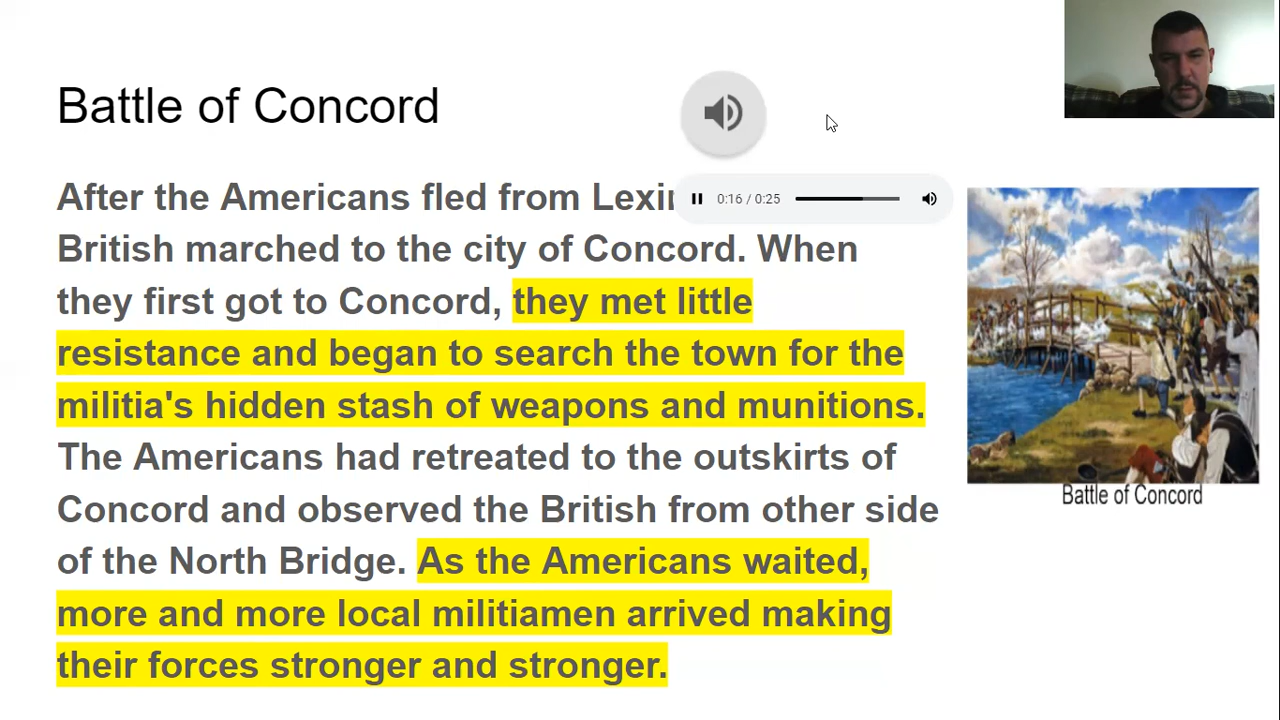 Battle of Concord
After the Americans fled from
British marched to the city of Concord. When
0:16 / 0:25
they first got to Concord, they met little
resistance and began to search the town for the
militia's hidden stash of weapons and munitions.
The Americans had retreated to the outskirts of
Concord and observed the British from other side
of the North Bridge. As the Americans waited,
more and more local militiamen arrived making
their forces stronger and stronger.
Battle of Concord